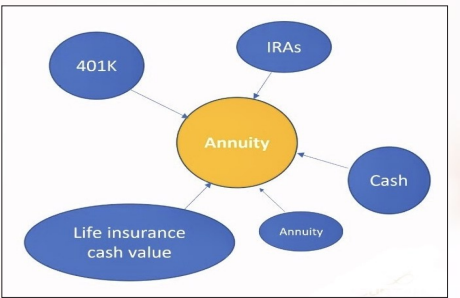 IRAs
401K
Annuity
Cash
Life insurance
cash value
Annuity